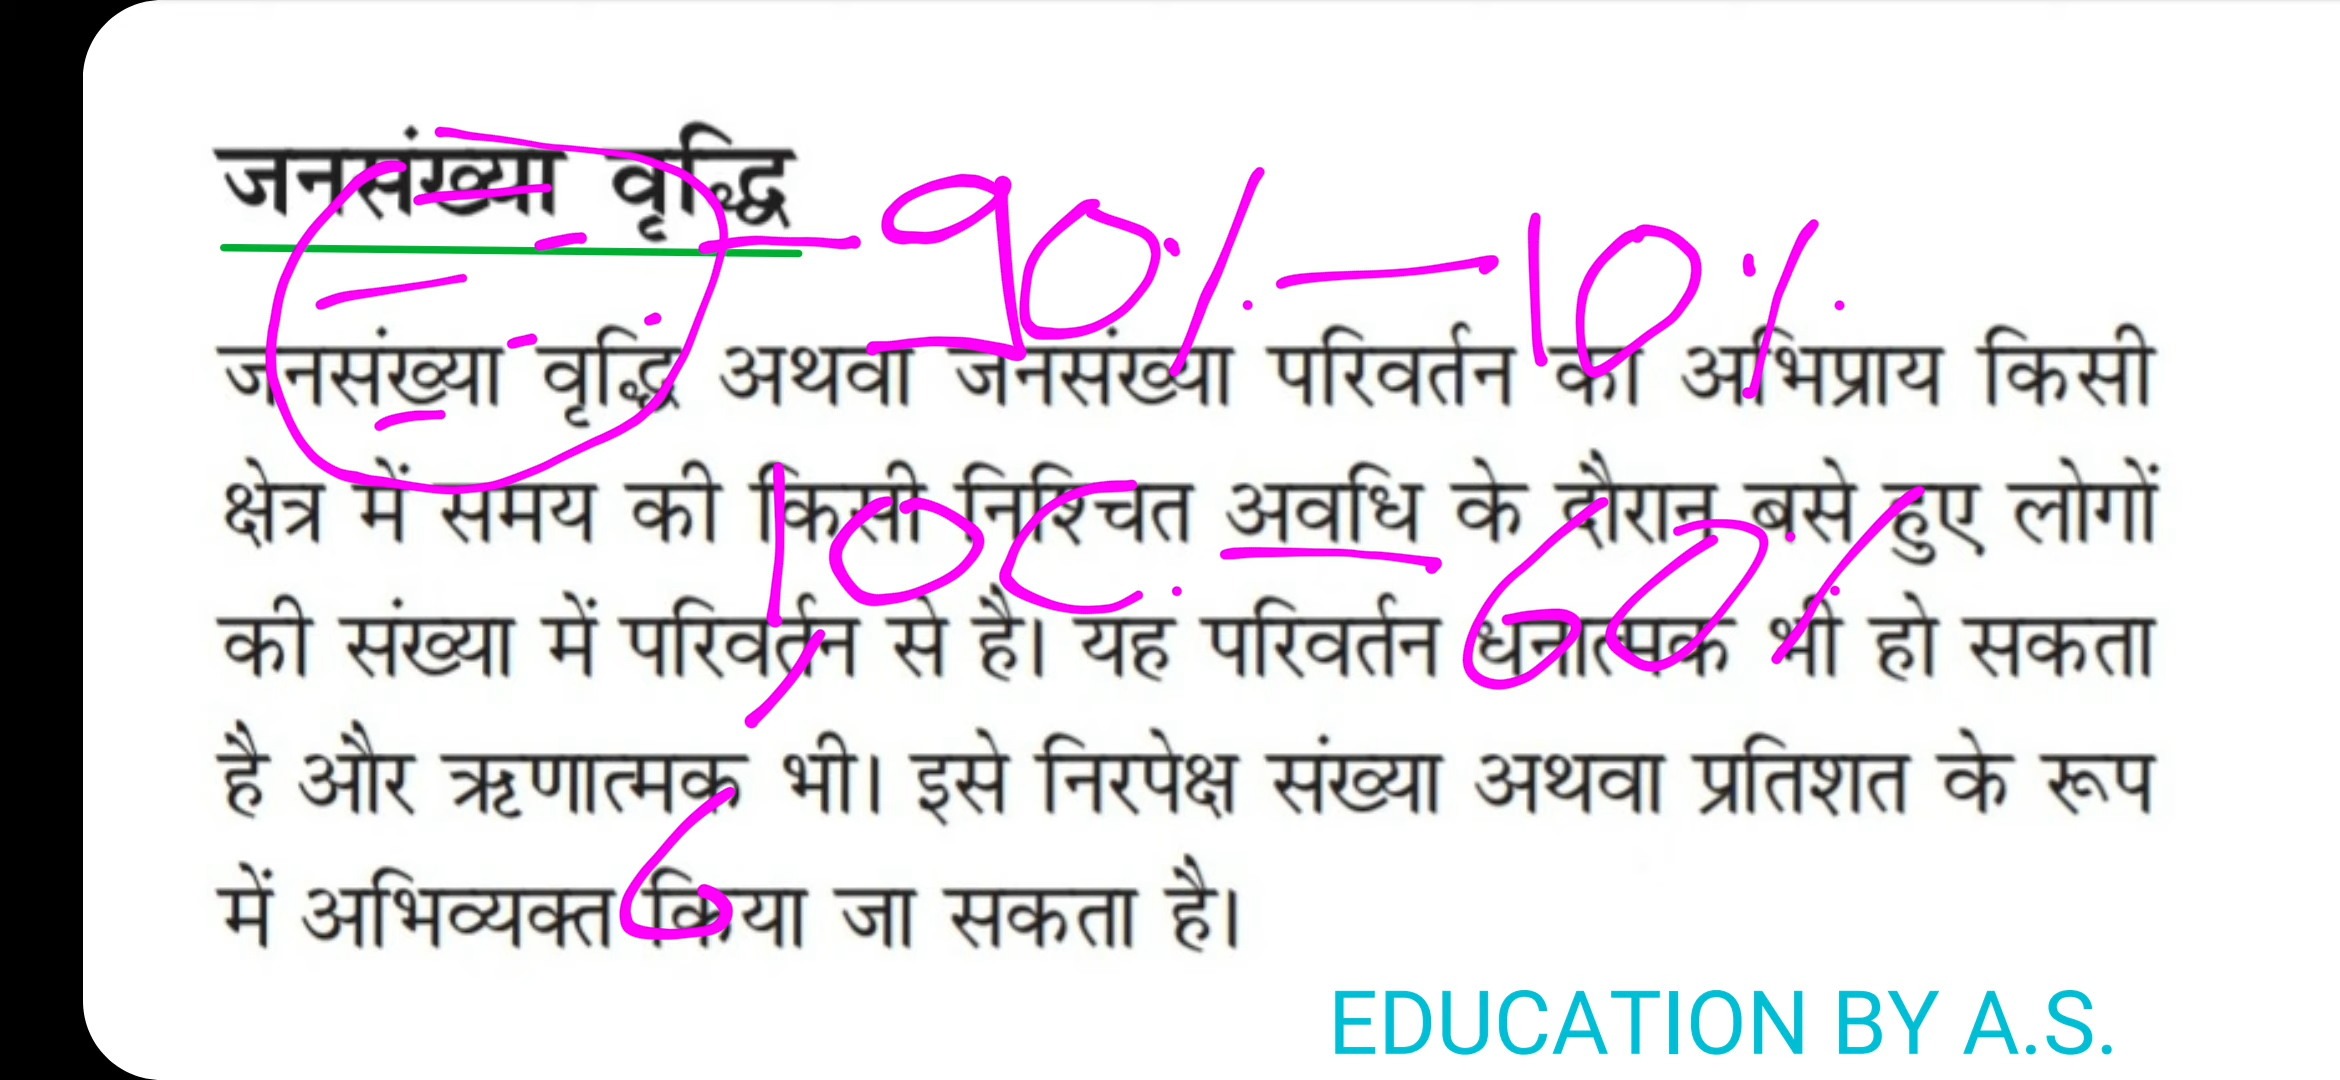 जनसंख्या वृद्धि
90% 10%
जनसंख्या वृद्धि अथवा जनसंख्या परिवर्तन का अभिप्राय किसी
क्षेत्र में समय की किसी निश्चित अवधि के दौरान बसे हुए लोगों
की संख्या में परिवर्तन से है। यह परिवर्तन धनात्मक भी हो सकता
है और ऋणात्मक भी। इसे निरपेक्ष संख्या अथवा प्रतिशत के रूप
में अभिव्यक्त किया जा सकता है।
60%
EDUCATION BY A.S.